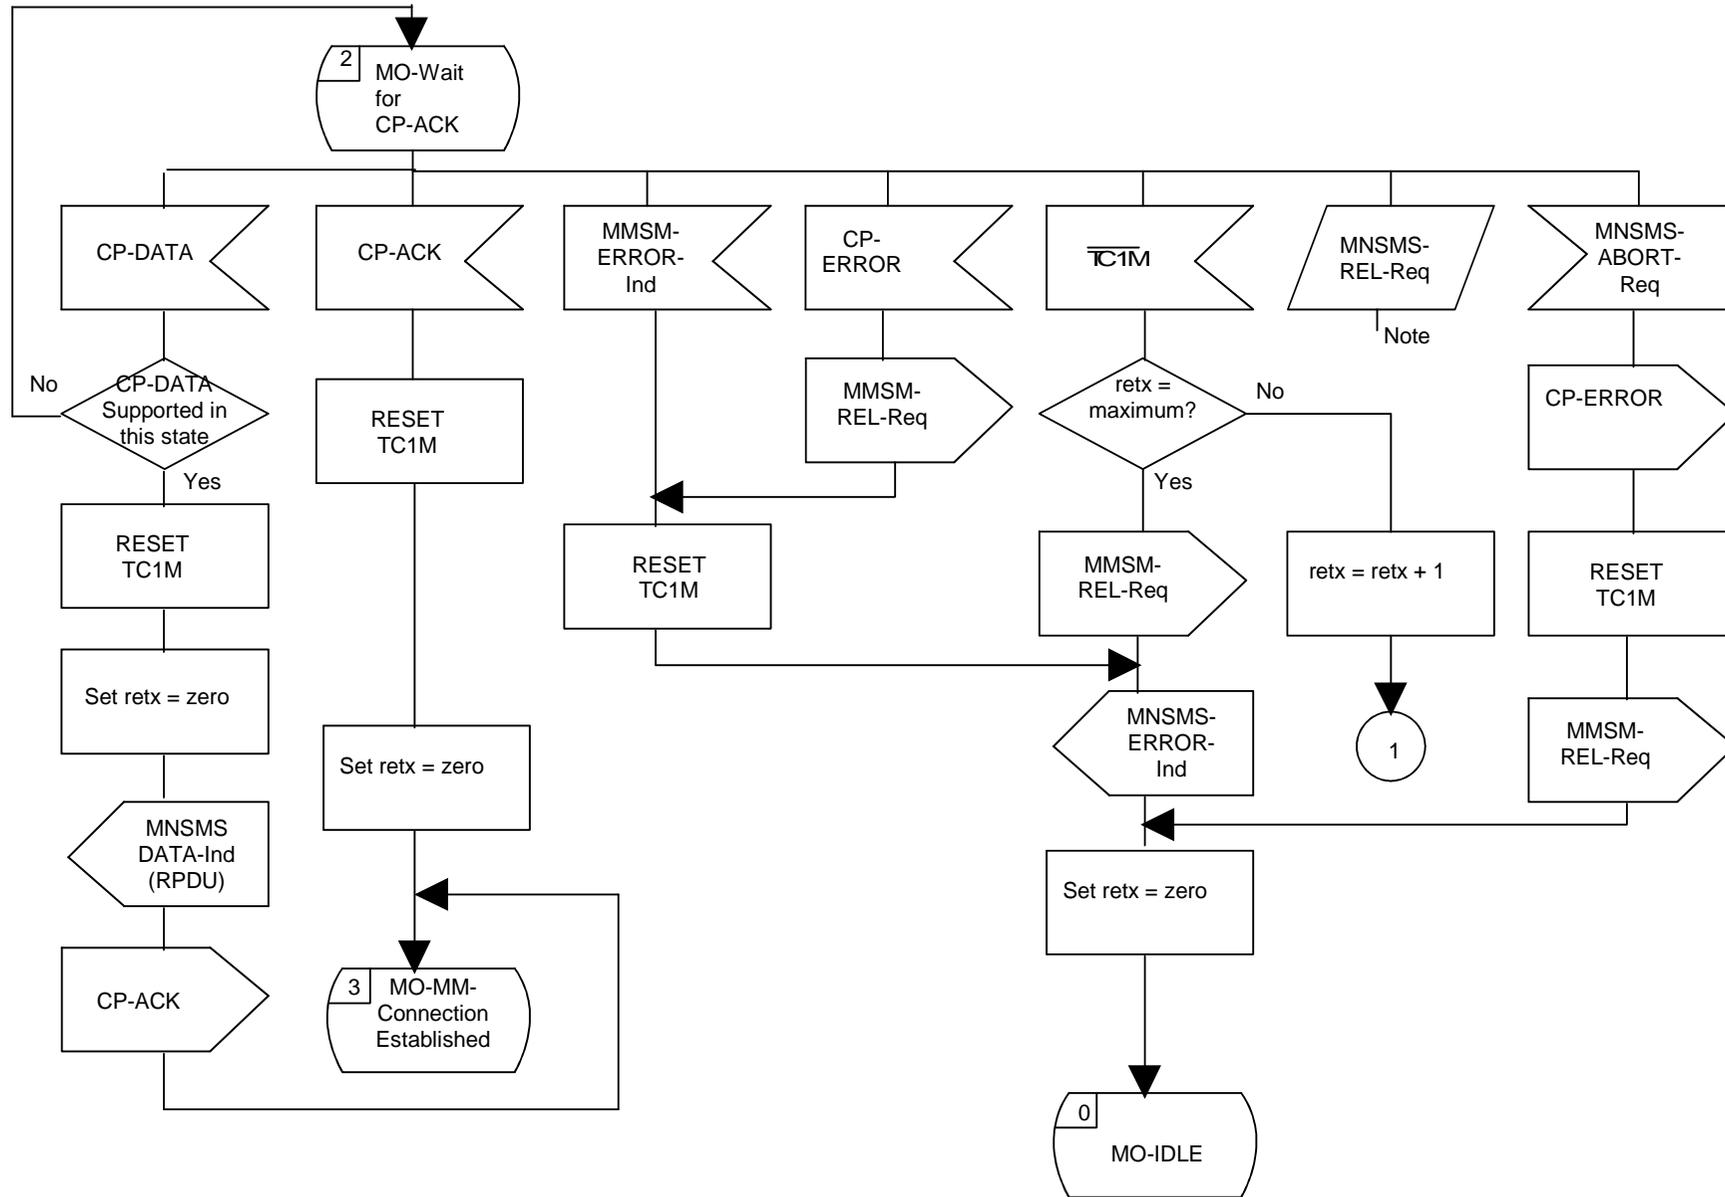 2
MO-Wait
for
CP-ACK
CP-DATA
CP-ACK
MMSM-
ERROR-
Ind
CP-
ERROR
TC1M
MNSMS-
REL-Req
Note
MNSMS-
ABORT-
Req
No
CP-DATA
Supported in
this state
Yes
RESET
TC1M
MMSM-
REL-Req
retx =
maximum?
No
Yes
CP-ERROR
RESET
TC1M
RESET
TC1M
MMSM-
REL-Req
retx = retx + 1
RESET
TC1M
Set retx = zero
Set retx = zero
MNSMS-
ERROR-
Ind
1
MMSM-
REL-Req
MNSMS
DATA-Ind
(RPDU)
Set retx = zero
CP-ACK
3
MO-MM-
Connection
Established
0
MO-IDLE